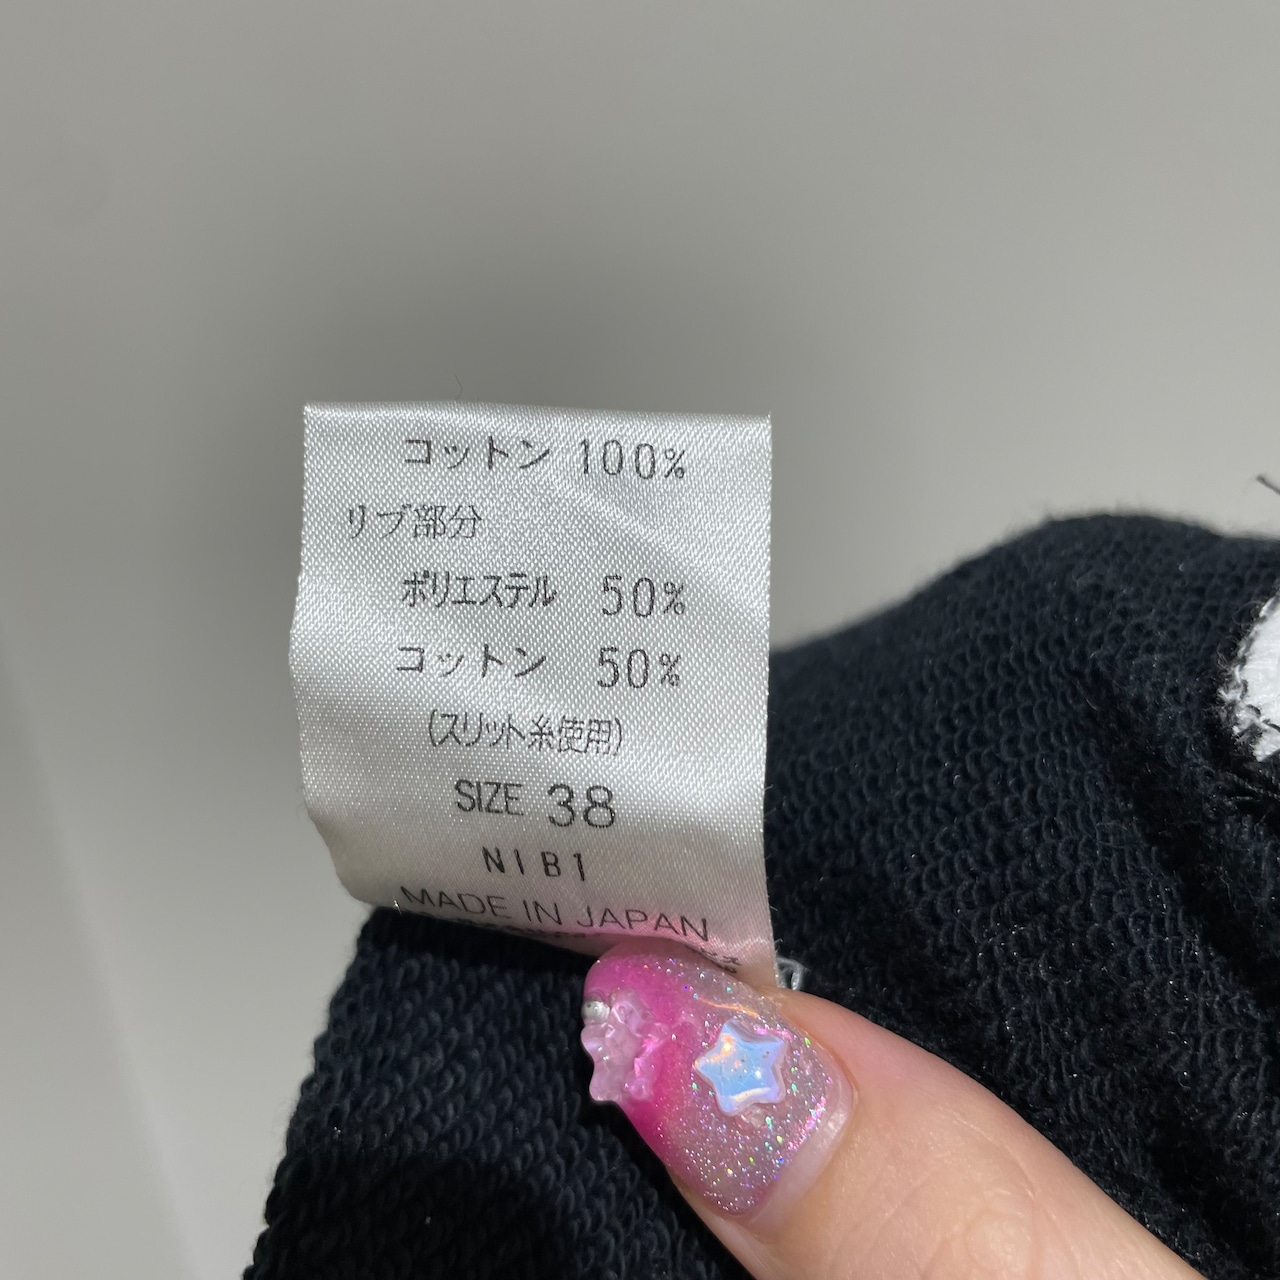 コットン 100%
リブ部分
ポリエステル 50%
コットン 50%
(スリット糸使用)
SIZE 38
NIB1
MADE IN JAPAN